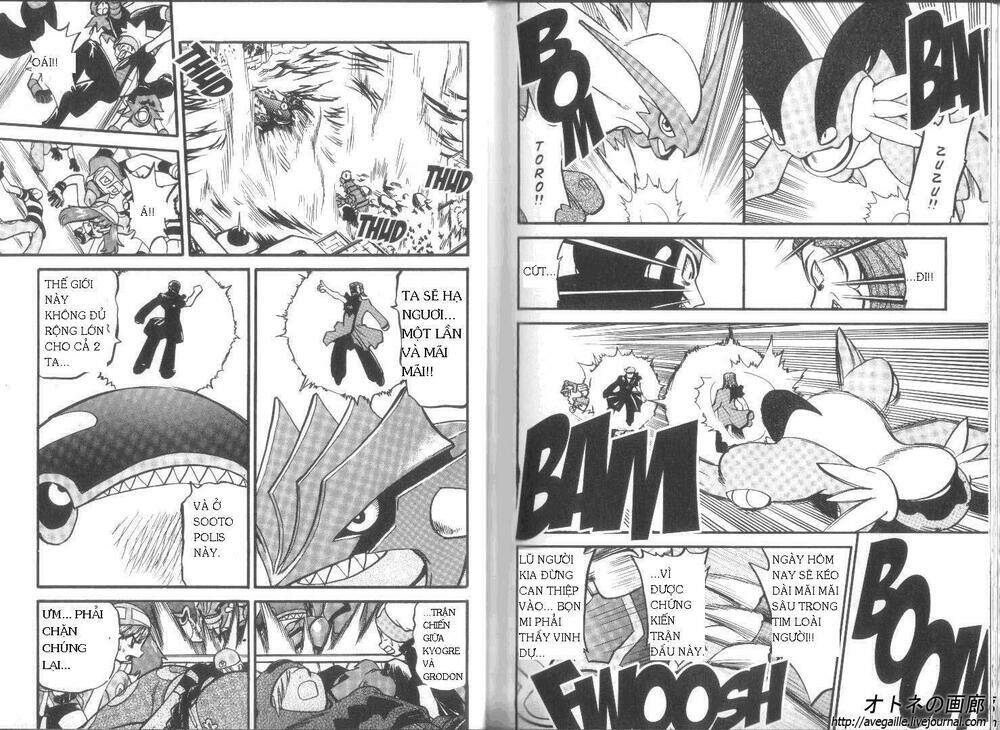 BOOM
TORO!!
BAM
ZUZU!!
CÚT...
...ĐI!!
BAM
NGÀY HÔM
NAY SẼ KÉO
DÀI MÃI MÃI
SÂU TRONG
TIM LOÀI
NGƯỜI!!
...VÌ
ĐƯỢC
CHỨNG
KIẾN
TRẬN
ĐẤU NÀY.
LŨ NGƯỜI
KIA ĐỪNG
CAN THIỆP
VÀO... BỌN
MI PHẢI
THẤY VINH
DỰ...
BOOM
FWOOSH
OÁI!!
Á!!
THUD
THUD
THUD
TA SẼ HẠ
NGƯƠI...
MỘT LẦN
VÀ MÃI
MÃI!!
THẾ
GIỚI
NÀY
KHÔNG ĐỦ
RỘNG LỚN
CHO CẢ 2
TA...
VÀ Ở
SOOTO
POLIS
NÀY.
...TRẬN
CHIẾN
GIỮA
KYOGRE
VÀ
GRODON
ƯM... PHẢI
CHẶN
CHÚNG
LẠI...
オトネの画廊
http://avegaille.livejournal.com